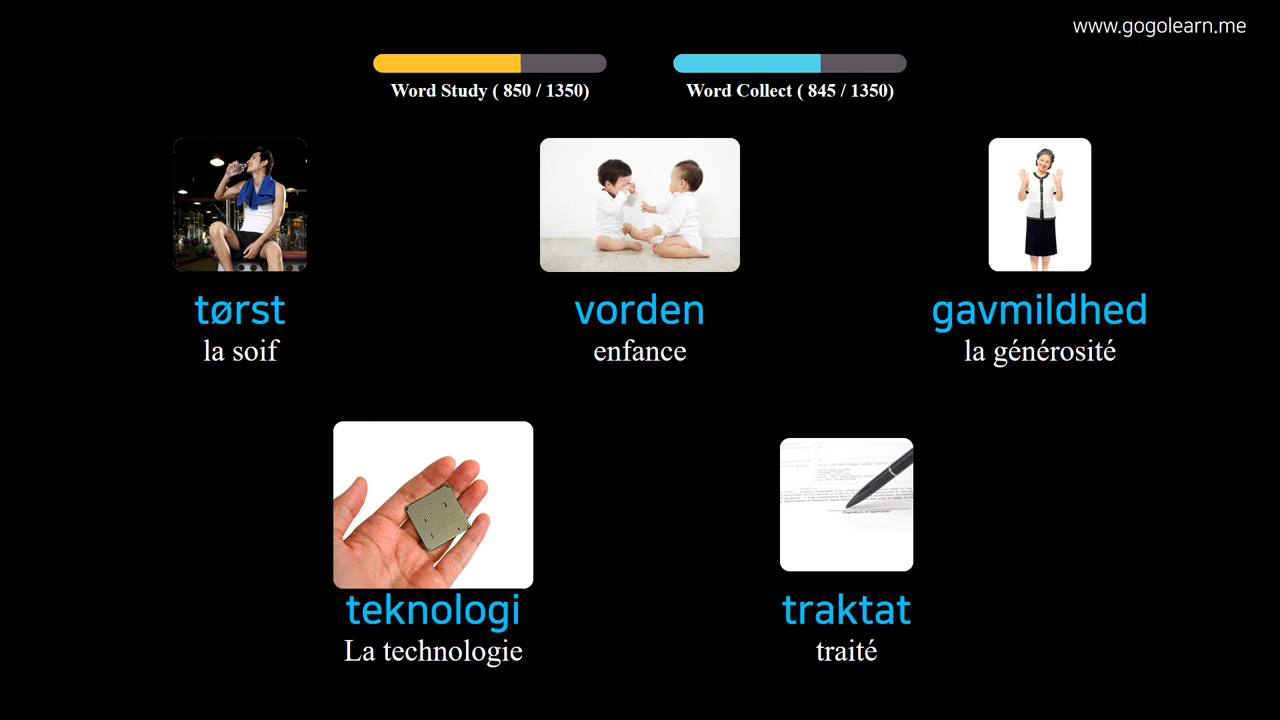 www.gogolearn.me
Word Study ( 850 / 1350)
Word Collect ( 845 / 1350)
tørst
la soif
vorden
enfance
gavmildhed
la générosité
teknologi
La technologie
traktat
traité